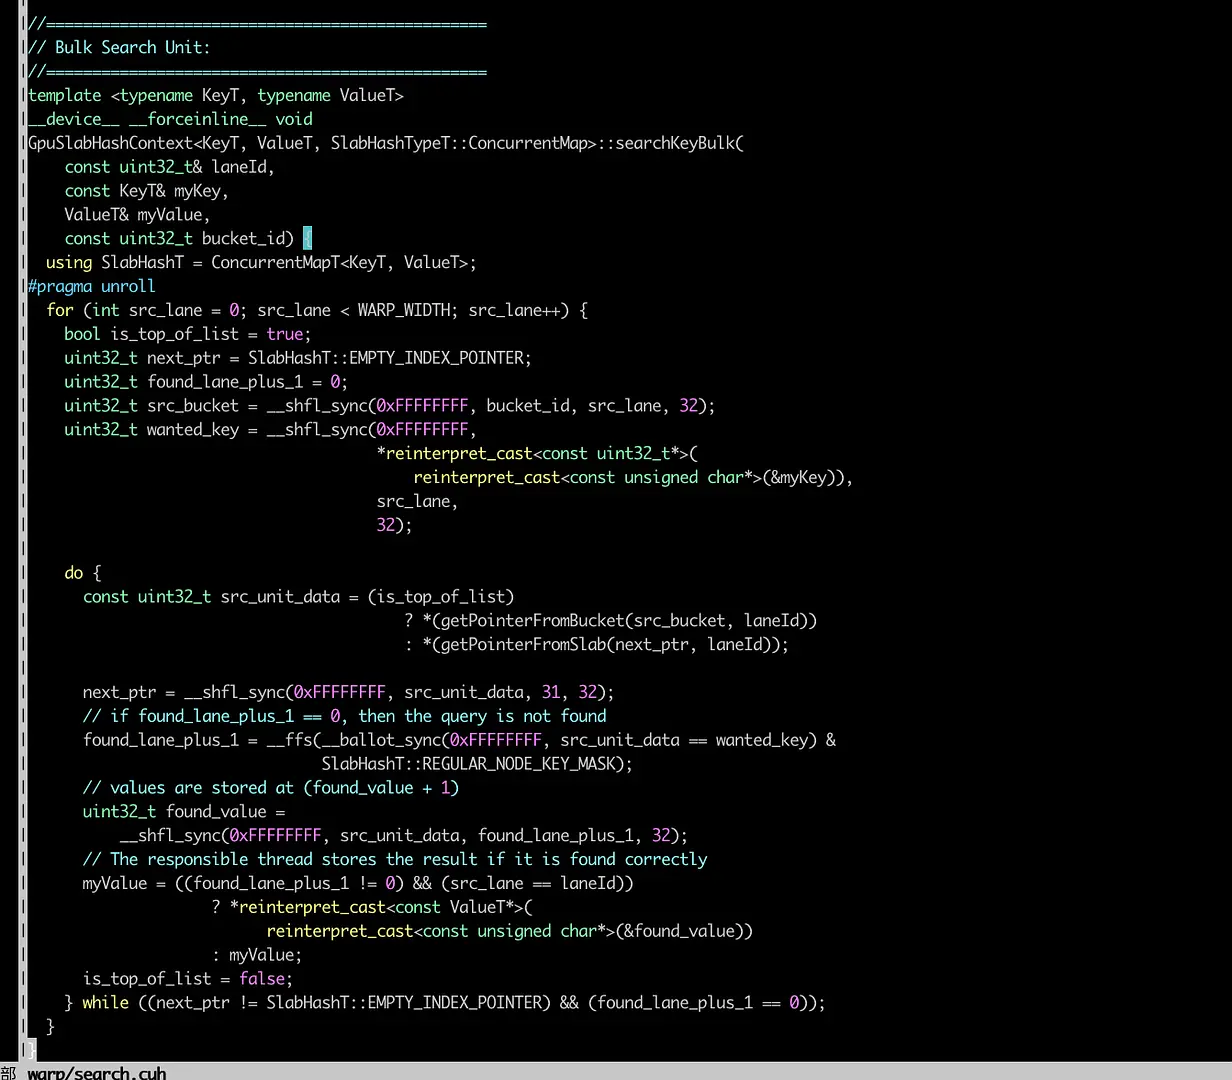 //================================================
// Bulk Search Unit:
//================================================
template <typename KeyT, typename ValueT>
__device__ __forceinline__ void
GpuSlabHashContext<KeyT, ValueT, SlabHashTypeT::ConcurrentMap>::searchKeyBulk(
    const uint32_t& laneId,
    const KeyT& myKey,
    ValueT& myValue,
    const uint32_t bucket_id) {
  using SlabHashT = ConcurrentMapT<KeyT, ValueT>;
#pragma unroll
  for (int src_lane = 0; src_lane < WARP_WIDTH; src_lane++) {
    bool is_top_of_list = true;
    uint32_t next_ptr = SlabHashT::EMPTY_INDEX_POINTER;
    uint32_t found_lane_plus_1 = 0;
    uint32_t src_bucket = __shfl_sync(0xFFFFFFFF, bucket_id, src_lane, 32);
    uint32_t wanted_key = __shfl_sync(0xFFFFFFFF,
                                      *reinterpret_cast<const uint32_t*>(
                                          reinterpret_cast<const unsigned char*>(&myKey)),
                                      src_lane,
                                      32);

    do {
      const uint32_t src_unit_data = (is_top_of_list)
                                         ? *(getPointerFromBucket(src_bucket, laneId))
                                         : *(getPointerFromSlab(next_ptr, laneId));

      next_ptr = __shfl_sync(0xFFFFFFFF, src_unit_data, 31, 32);
      // if found_lane_plus_1 == 0, then the query is not found
      found_lane_plus_1 = __ffs(__ballot_sync(0xFFFFFFFF, src_unit_data == wanted_key) &
                                SlabHashT::REGULAR_NODE_KEY_MASK);
      // values are stored at (found_value + 1)
      uint32_t found_value =
          __shfl_sync(0xFFFFFFFF, src_unit_data, found_lane_plus_1, 32);
      // The responsible thread stores the result if it is found correctly
      myValue = ((found_lane_plus_1 != 0) && (src_lane == laneId))
                    ? *reinterpret_cast<const ValueT*>(
                          reinterpret_cast<const unsigned char*>(&found_value))
                    : myValue;
      is_top_of_list = false;
    } while ((next_ptr != SlabHashT::EMPTY_INDEX_POINTER) && (found_lane_plus_1 == 0));
  }
}
部 warp/search.cuh